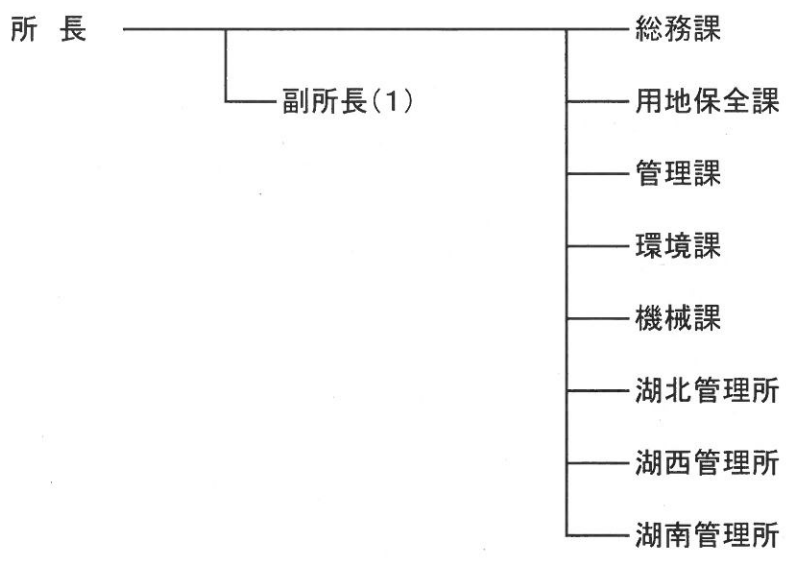 所 長
総務課
副所長(1)
用地保全課
管理課
環境課
機械課
湖北管理所
湖西管理所
湖南管理所